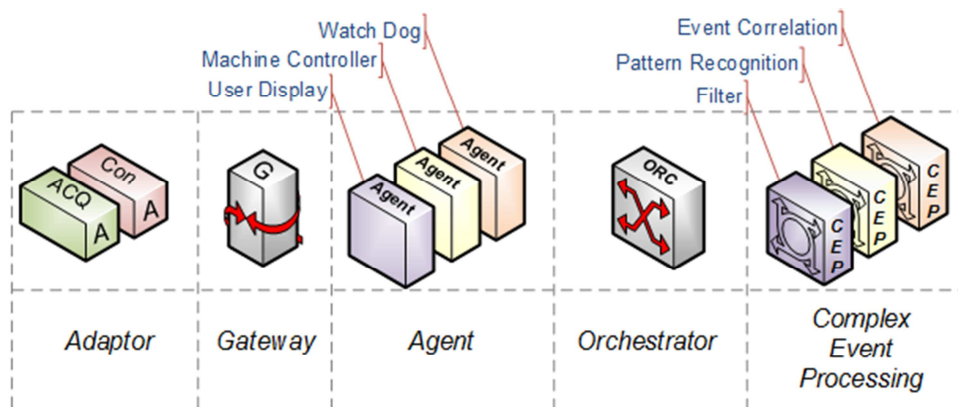 Watch Dog
Machine Controller
User Display
Event Correlation
Pattern Recognition
Filter
ACQ
A
Con
A
G
Agent
Agent
Agent
ORC
CEP
CEP
CEP
Adaptor
Gateway
Agent
Orchestrator
Complex
Event
Processing